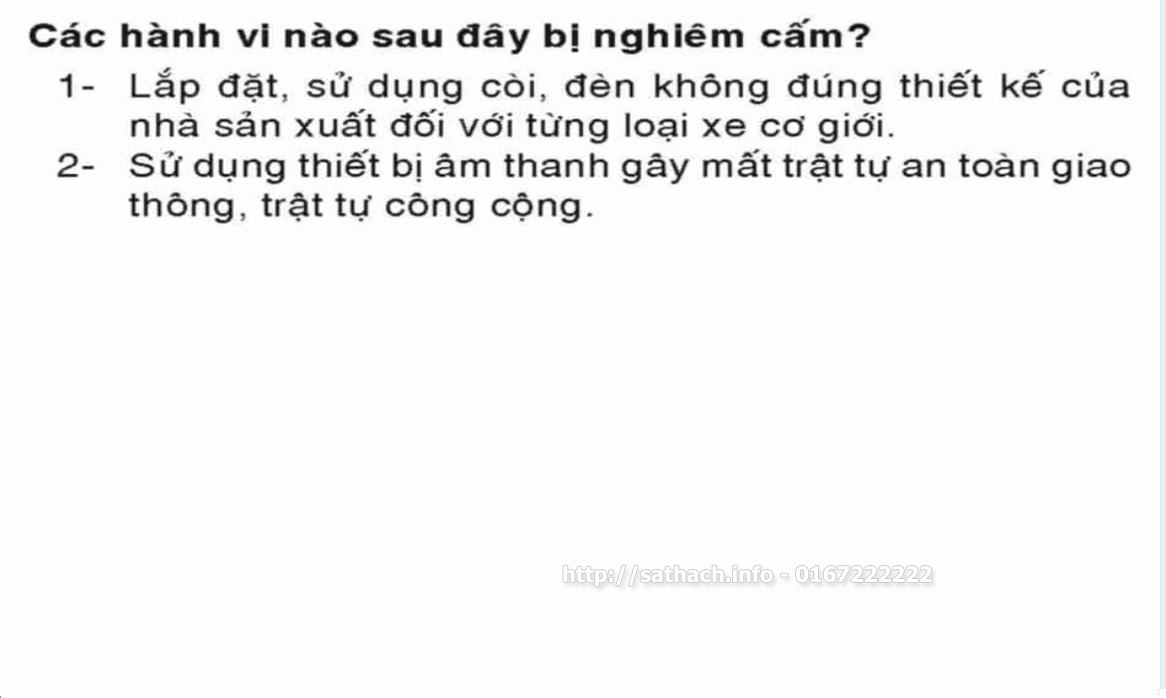 Các hành vi nào sau đây bị nghiêm cấm?
1- Lắp đặt, sử dụng còi, đèn không đúng thiết kế của
nhà sản xuất đối với từng loại xe cơ giới.
2- Sử dụng thiết bị âm thanh gây mất trật tự an toàn giao
thông, trật tự công cộng.
http://sathach.info - 0167222222